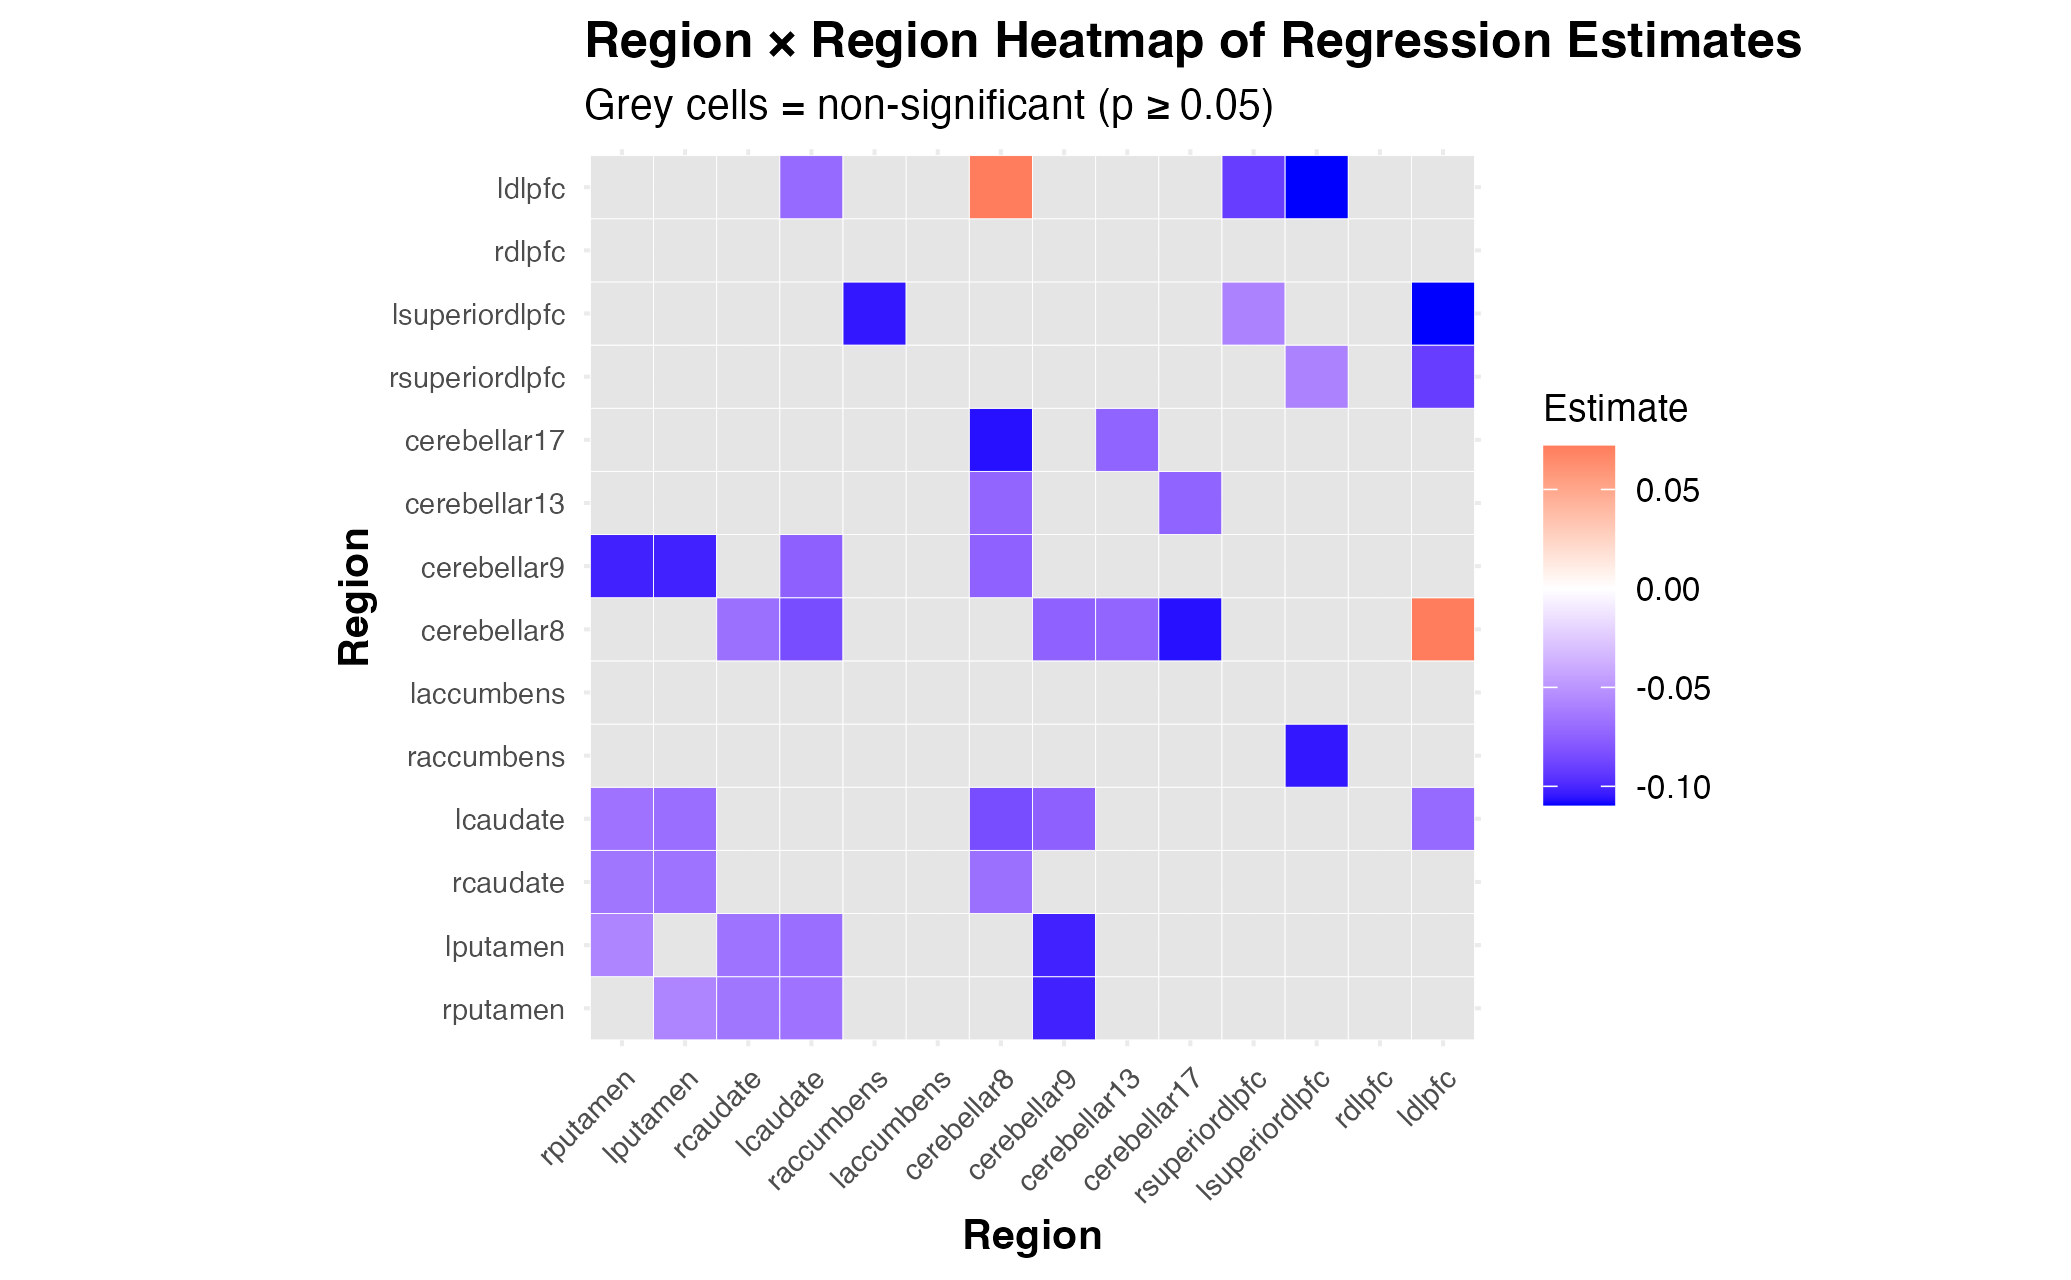 Region × Region Heatmap of Regression Estimates
Grey cells = non-significant (p ≥ 0.05)
ldlpfc
rdlpfc
lsuperiordlpfc
rsuperiordlpfc
cerebellar17
cerebellar13
cerebellar9
cerebellar8
laccumbens
raccumbens
lcaudate
rcaudate
lputamen
rputamen
Region
rputamen
lputamen
rcaudate
lcaudate
raccumbens
laccumbens
cerebellar8
cerebellar9
cerebellar13
cerebellar17
rsuperiordlpfc
lsuperiordlpfc
rdlpfc
ldlpfc
Region
Estimate
0.05
0.00
-0.05
-0.10